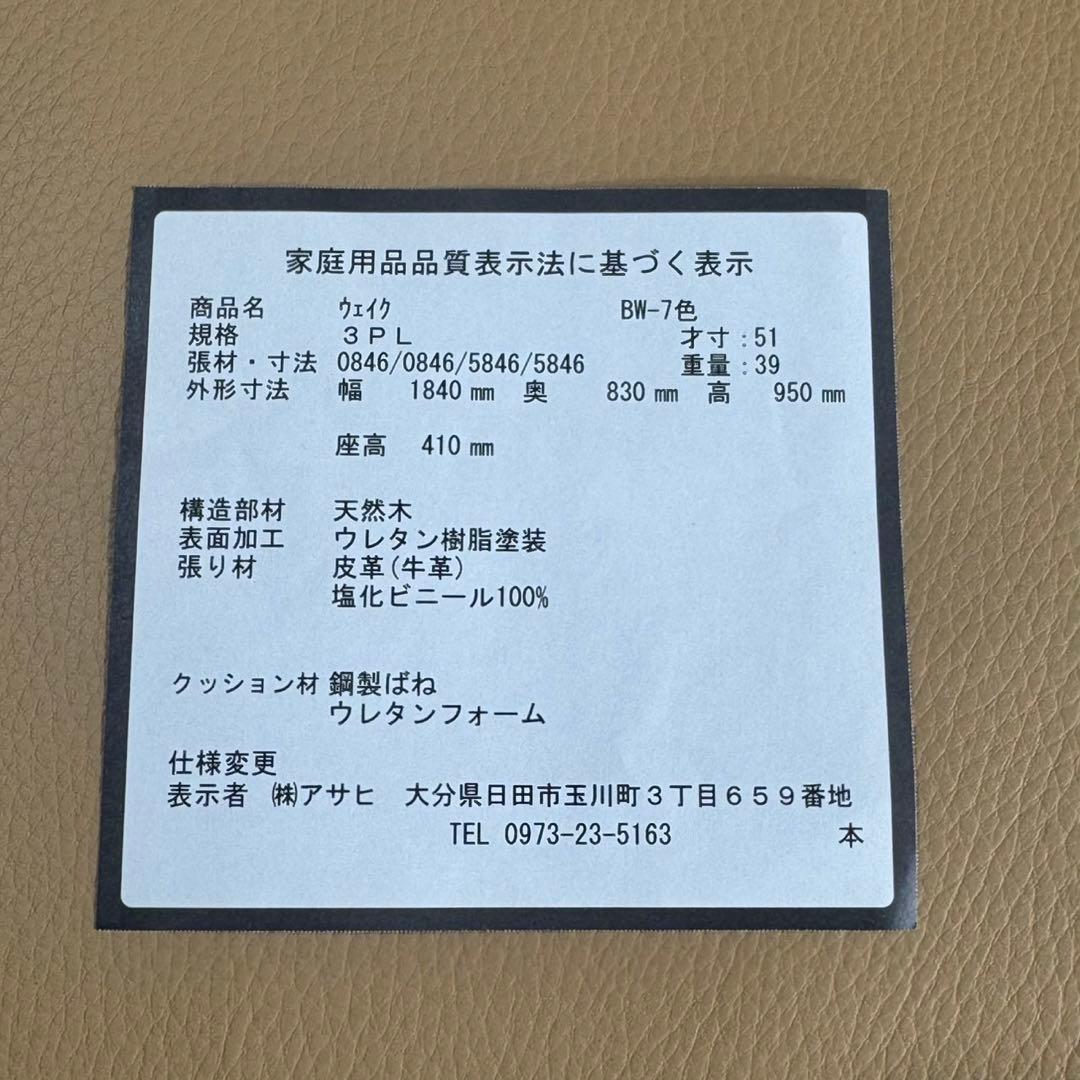 家庭用品品質表示法に基づく表示
商品名 ｳｪｲｸ BW-7色
規格 ３ＰＬ 才寸:51
張材・寸法 0846/0846/5846/5846 重量:39
外形寸法 幅 1840㎜ 奥 830㎜ 高 950㎜
座高 410㎜
構造部材 天然木
表面加工 ウレタン樹脂塗装
張り材 皮革(牛革)
塩化ビニール100%
クッション材 鋼製ばね
ウレタンフォーム
仕様変更
表示者 ㈱アサヒ 大分県日田市玉川町３丁目６５９番地
TEL 0973-23-5163 本